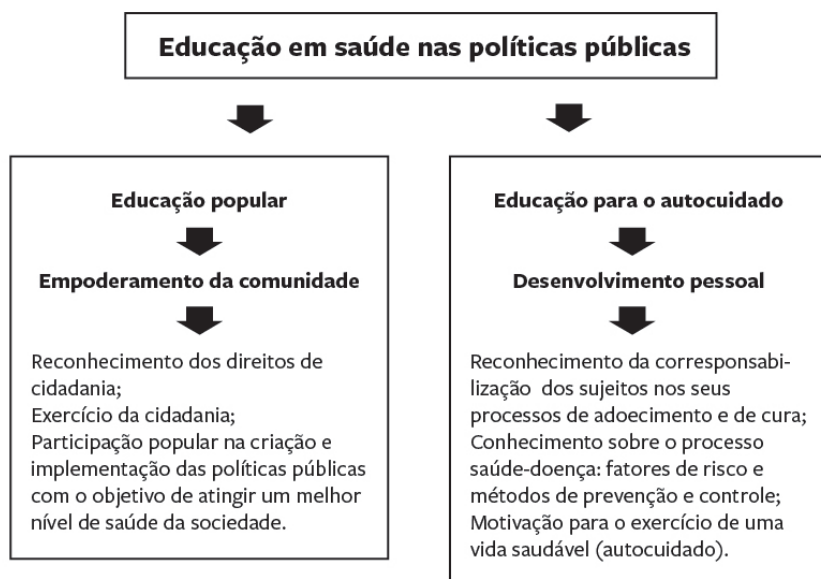 Educação em saúde nas políticas públicas
Educação popular
Empoderamento da comunidade
Reconhecimento dos direitos de
cidadania;
Exercício da cidadania;
Participação popular na criação e
implementação das políticas públicas
com o objetivo de atingir um melhor
nível de saúde da sociedade.
Educação para o autocuidado
Desenvolvimento pessoal
Reconhecimento da corresponsabi-
lização dos sujeitos nos seus
processos de adoecimento e de cura;
Conhecimento sobre o processo
saúde-doença: fatores de risco e
métodos de prevenção e controle;
Motivação para o exercício de uma
vida saudável (autocuidado).